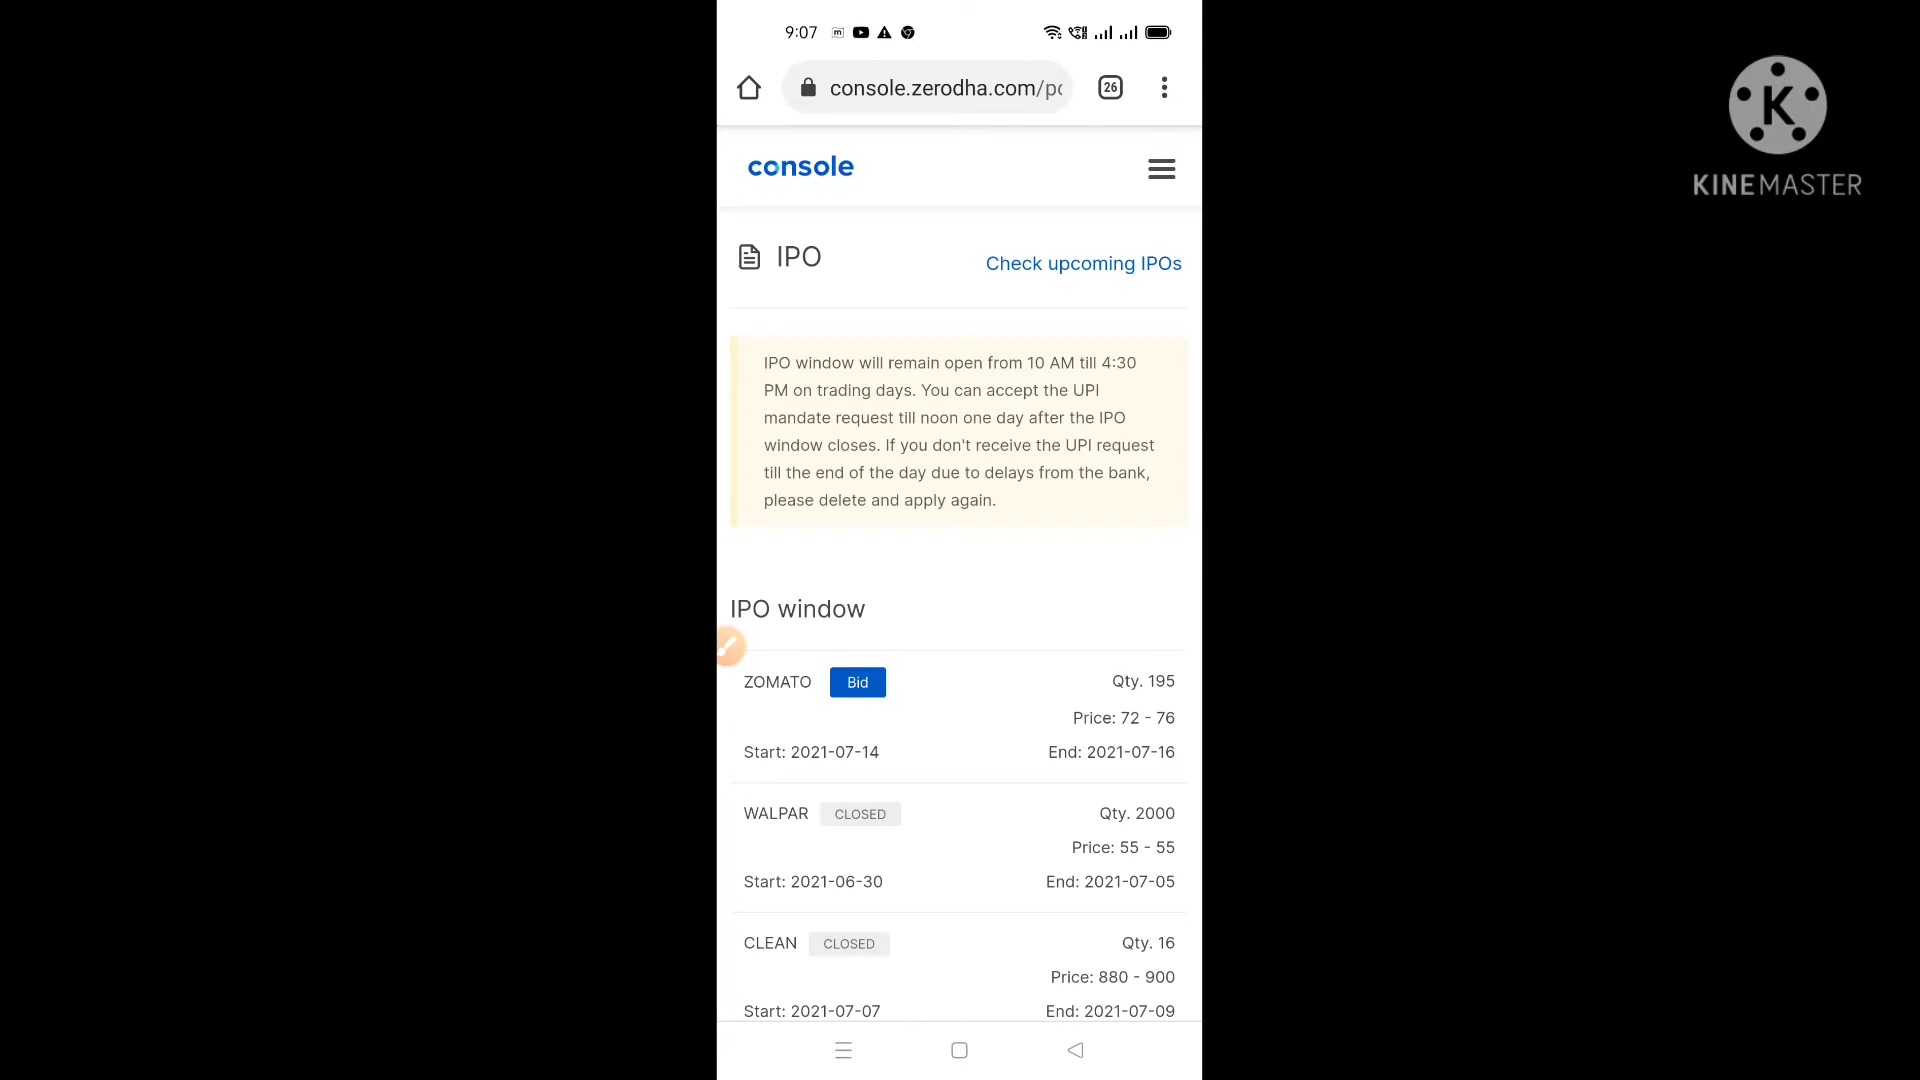 9:07
26
console.zerodha.com/po
KINEMASTER
console
IPO
Check upcoming IPOs
IPO window will remain open from 10 AM till 4:30
PM on trading days. You can accept the UPI
mandate request till noon one day after the IPO
window closes. If you don't receive the UPI request
till the end of the day due to delays from the bank,
please delete and apply again.
IPO window
ZOMATO Bid Qty. 195
Price: 72 - 76
Start: 2021-07-14 End: 2021-07-16
WALPAR CLOSED Qty. 2000
Price: 55 - 55
Start: 2021-06-30 End: 2021-07-05
CLEAN CLOSED Qty. 16
Price: 880 - 900
Start: 2021-07-07 End: 2021-07-09